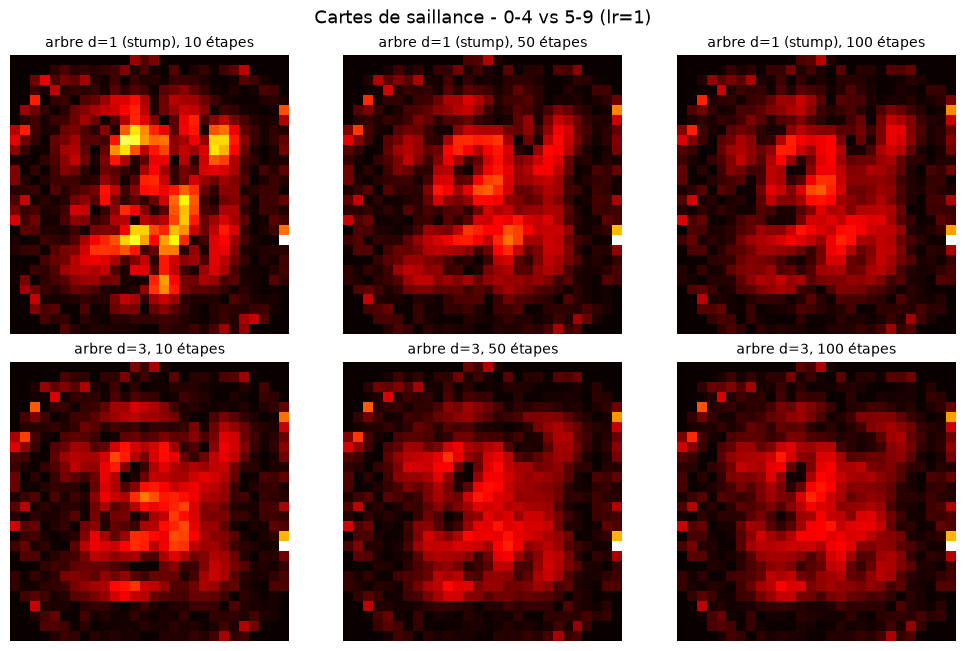 Cartes de saillance - 0-4 vs 5-9 (lr=1)
arbre d=1 (stump), 10 étapes
arbre d=1 (stump), 50 étapes
arbre d=1 (stump), 100 étapes
arbre d=3, 10 étapes
arbre d=3, 50 étapes
arbre d=3, 100 étapes